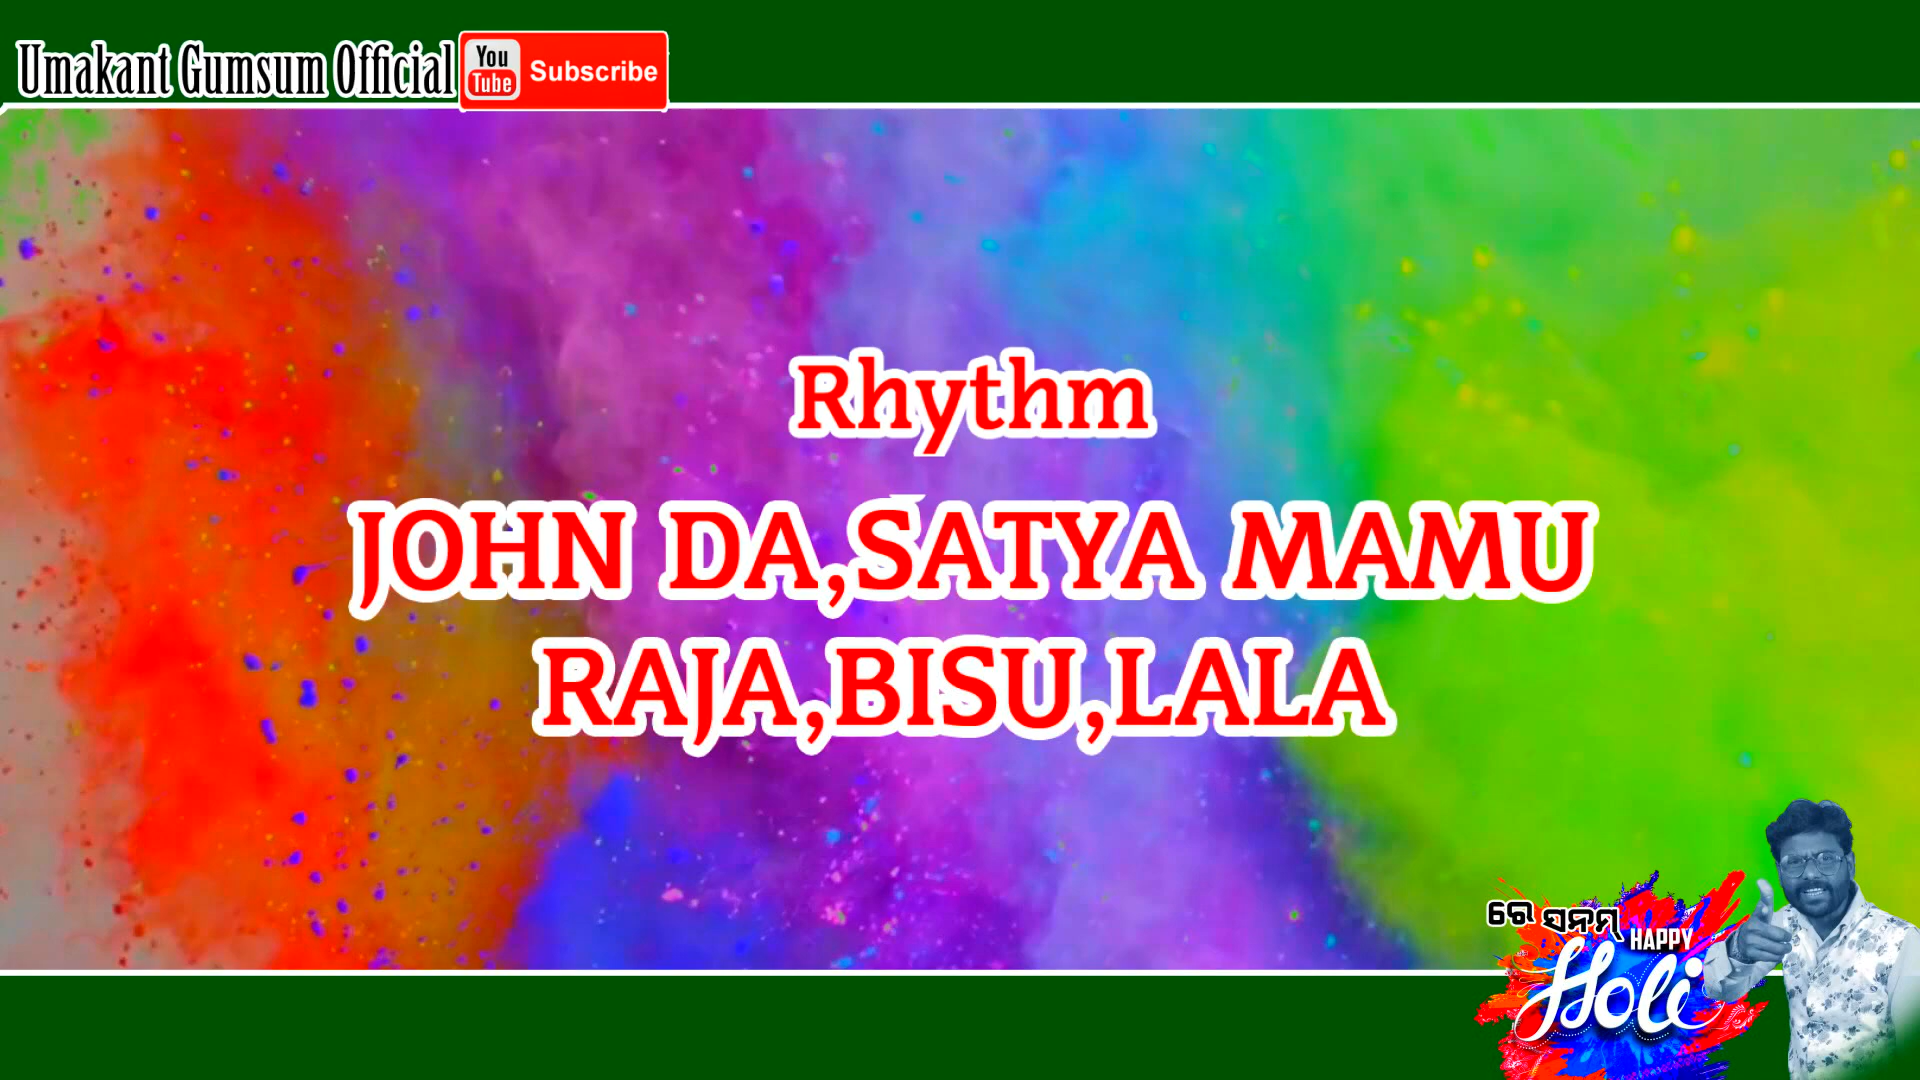 Umakant Gumsum Official
You
Tube
Subscribe
Rhythm
JOHN DA,SATYA MAMU
RAJA,BISU,LALA
ରେ ସନମ୍
HAPPY
Holi